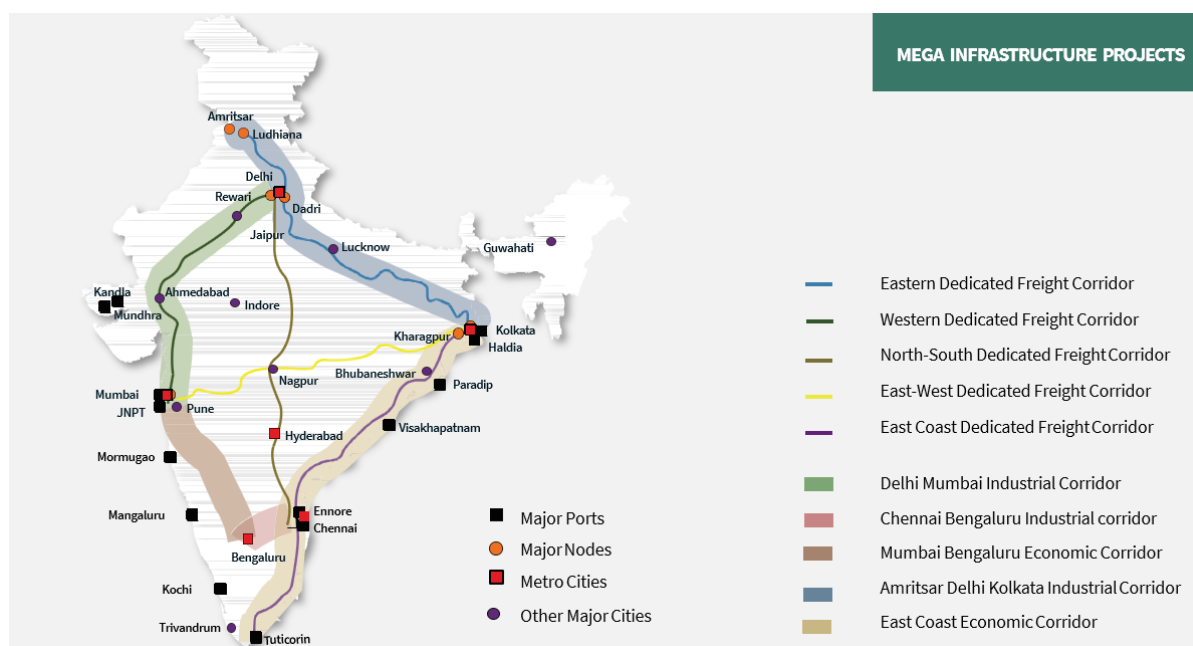 MEGA INFRASTRUCTURE PROJECTS
Amritsar
Ludhiana
Delhi
Rewari
Dadri
Jaipur
Lucknow
Guwahati
Kandla
Ahmedabad
Mundhra
Indore
Kharagpur
Kolkata
Haldia
Nagpur
Bhubaneshwar
Paradip
Mumbai
JNPT
Pune
Hyderabad
Visakhapatnam
Mormugao
Mangaluru
Ennore
Chennai
Bengaluru
Kochi
Trivandrum
Tuticorin
Major Ports
Major Nodes
Metro Cities
Other Major Cities
Eastern Dedicated Freight Corridor
Western Dedicated Freight Corridor
North-South Dedicated Freight Corridor
East-West Dedicated Freight Corridor
East Coast Dedicated Freight Corridor
Delhi Mumbai Industrial Corridor
Chennai Bengaluru Industrial corridor
Mumbai Bengaluru Economic Corridor
Amritsar Delhi Kolkata Industrial Corridor
East Coast Economic Corridor